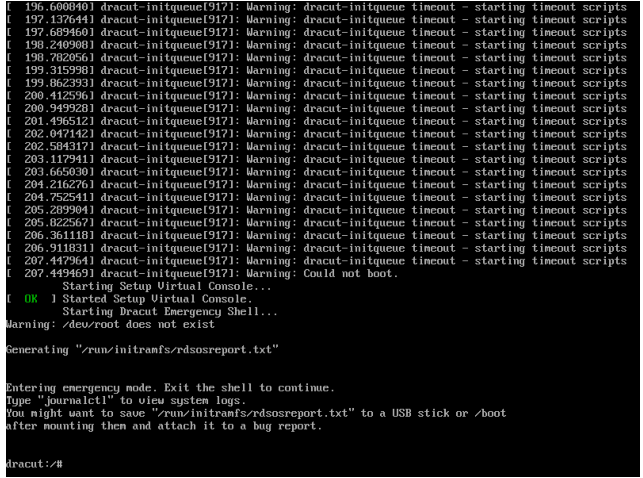 [  196.600840] dracut-initqueue[917]: Warning: dracut-initqueue timeout - starting timeout scripts
[  197.137644] dracut-initqueue[917]: Warning: dracut-initqueue timeout - starting timeout scripts
[  197.689460] dracut-initqueue[917]: Warning: dracut-initqueue timeout - starting timeout scripts
[  198.240908] dracut-initqueue[917]: Warning: dracut-initqueue timeout - starting timeout scripts
[  198.782056] dracut-initqueue[917]: Warning: dracut-initqueue timeout - starting timeout scripts
[  199.315998] dracut-initqueue[917]: Warning: dracut-initqueue timeout - starting timeout scripts
[  199.862393] dracut-initqueue[917]: Warning: dracut-initqueue timeout - starting timeout scripts
[  200.412596] dracut-initqueue[917]: Warning: dracut-initqueue timeout - starting timeout scripts
[  200.949928] dracut-initqueue[917]: Warning: dracut-initqueue timeout - starting timeout scripts
[  201.496512] dracut-initqueue[917]: Warning: dracut-initqueue timeout - starting timeout scripts
[  202.047142] dracut-initqueue[917]: Warning: dracut-initqueue timeout - starting timeout scripts
[  202.584317] dracut-initqueue[917]: Warning: dracut-initqueue timeout - starting timeout scripts
[  203.117941] dracut-initqueue[917]: Warning: dracut-initqueue timeout - starting timeout scripts
[  203.665030] dracut-initqueue[917]: Warning: dracut-initqueue timeout - starting timeout scripts
[  204.216276] dracut-initqueue[917]: Warning: dracut-initqueue timeout - starting timeout scripts
[  204.752541] dracut-initqueue[917]: Warning: dracut-initqueue timeout - starting timeout scripts
[  205.289904] dracut-initqueue[917]: Warning: dracut-initqueue timeout - starting timeout scripts
[  205.822567] dracut-initqueue[917]: Warning: dracut-initqueue timeout - starting timeout scripts
[  206.361118] dracut-initqueue[917]: Warning: dracut-initqueue timeout - starting timeout scripts
[  206.911831] dracut-initqueue[917]: Warning: dracut-initqueue timeout - starting timeout scripts
[  207.447964] dracut-initqueue[917]: Warning: dracut-initqueue timeout - starting timeout scripts
[  207.449469] dracut-initqueue[917]: Warning: Could not boot.
         Starting Setup Virtual Console...
[  OK  ] Started Setup Virtual Console.
         Starting Dracut Emergency Shell...
Warning: /dev/root does not exist
Generating "/run/initramfs/rdsosreport.txt"
Entering emergency mode. Exit the shell to continue.
Type "journalctl" to view system logs.
You might want to save "/run/initramfs/rdsosreport.txt" to a USB stick or /boot
after mounting them and attach it to a bug report.
dracut:/#